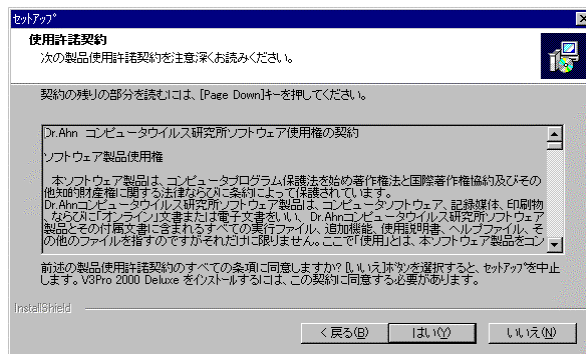 セットアップ
使用許諾契約
次の製品使用許諾契約を注意深くお読みください。
契約の残りの部分を読むには、[Page Down]キーを押してください。
Dr.Ahn コンピュータウイルス研究所ソフトウェア使用権の契約
ソフトウェア製品使用権
本ソフトウェア製品は、コンピュータプログラム保護法を始め著作権法と国際著作権協約及びその
他知的財産権に関する法律ならびに条約によって保護されています。
Dr.Ahnコンピュータウイルス研究所ソフトウェア製品は、コンピュータソフトウェア、記録媒体、印刷物
、ならびに「オンライン」文書または電子文書をいい、Dr.Ahnコンピュータウイルス研究所ソフトウェア
製品とその付属文書に含まれるすべての実行ファイル、追加機能、使用説明書、ヘルプファイル、そ
の他のファイルを指すのですがそれだけに限りません。ここで「使用」とは、本ソフトウェア製品をコン
前述の製品使用許諾契約のすべての条項に同意しますか? [いいえ]ボタンを選択すると、セットアップを中止
します。V3Pro 2000 Deluxe をインストールするには、この契約に同意する必要があります。
InstallShield
< 戻る(B)
はい(Y)
いいえ(N)